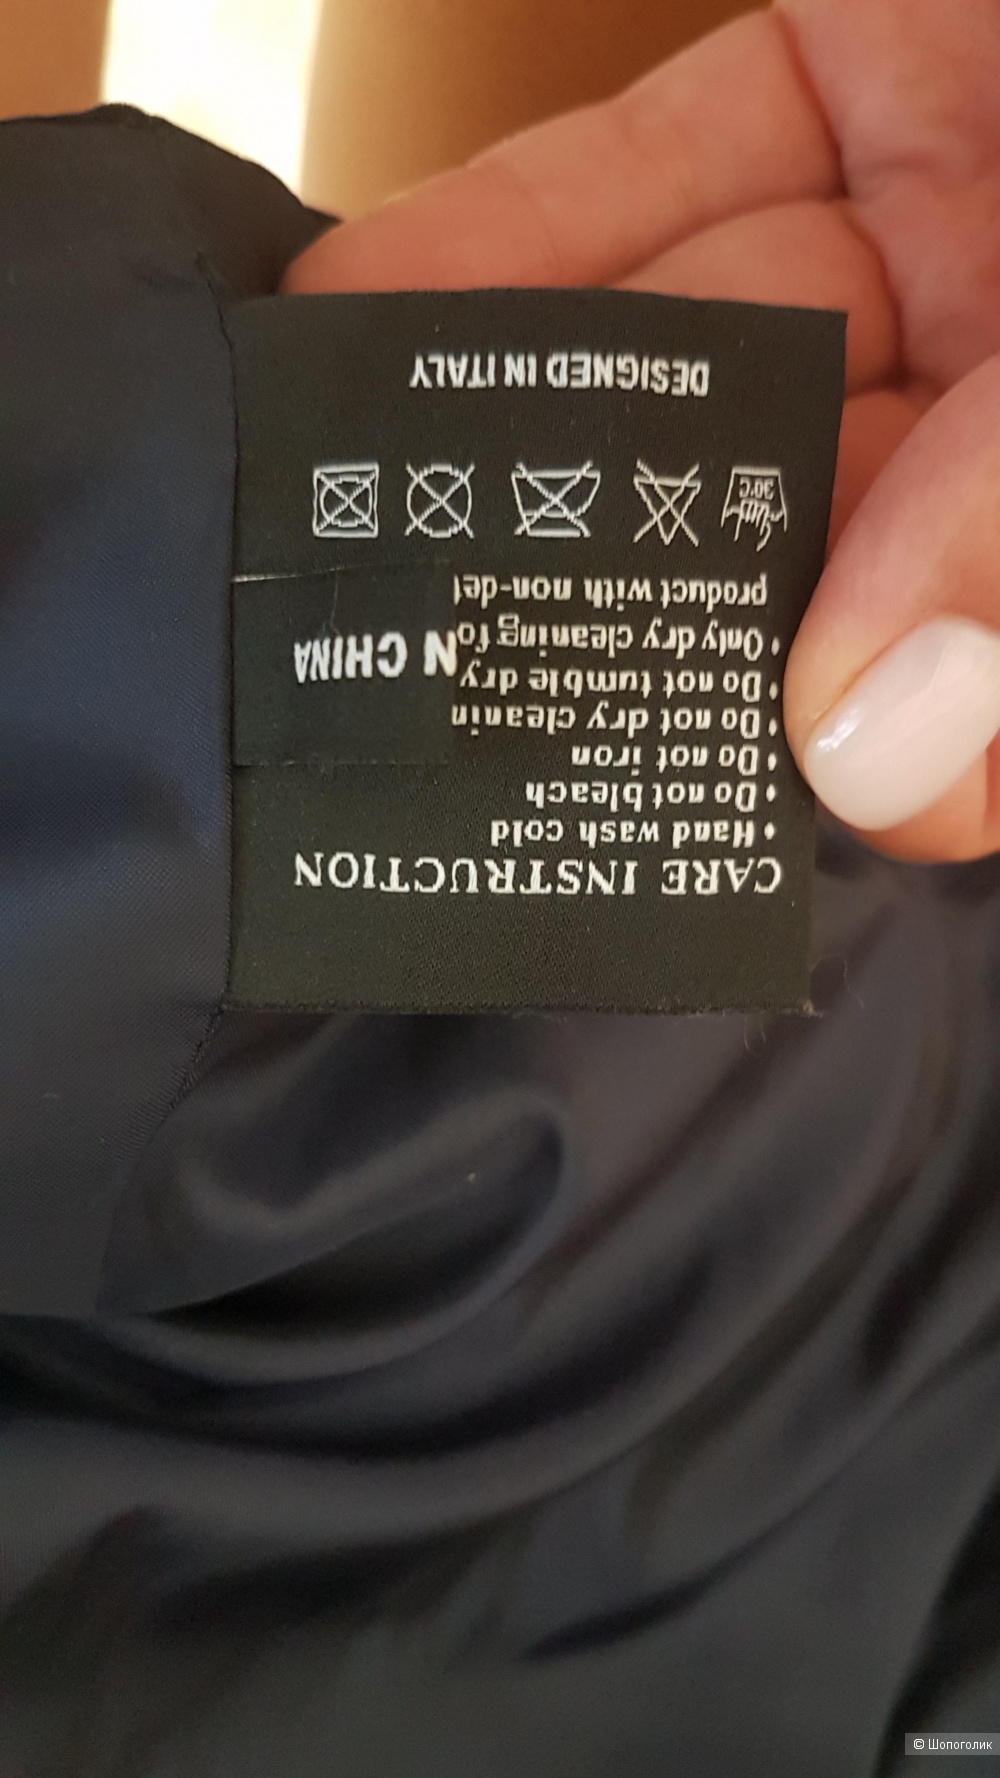 CARE INSTRUCTION
• Hand wash cold
• Do not bleach
• Do not iron
• Do not dry cleanin
• Do not tumble dry
• Only dry cleaning fo
product with non-det
N CHINA
30°C
DESIGNED IN ITALY
© Шопоголик